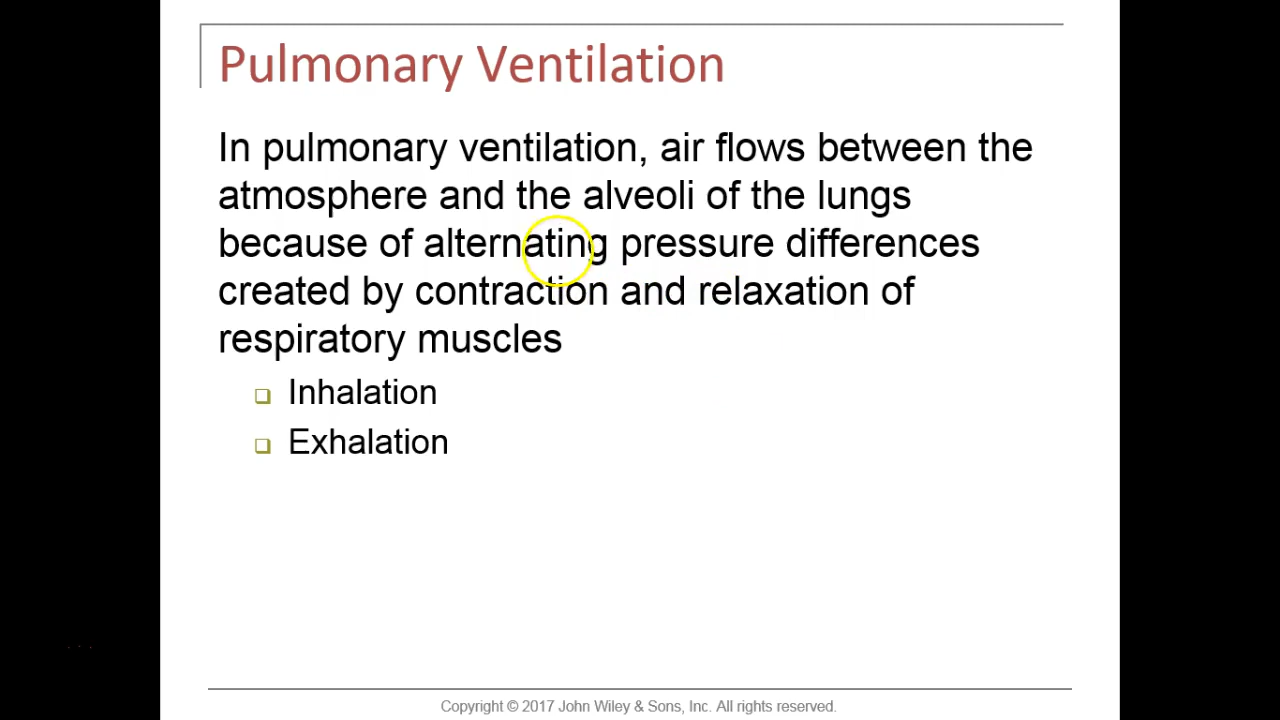 Pulmonary Ventilation
In pulmonary ventilation, air flows between the
atmosphere and the alveoli of the lungs
because of alternating pressure differences
created by contraction and relaxation of
respiratory muscles
Inhalation
Exhalation
Copyright © 2017 John Wiley & Sons, Inc. All rights reserved.